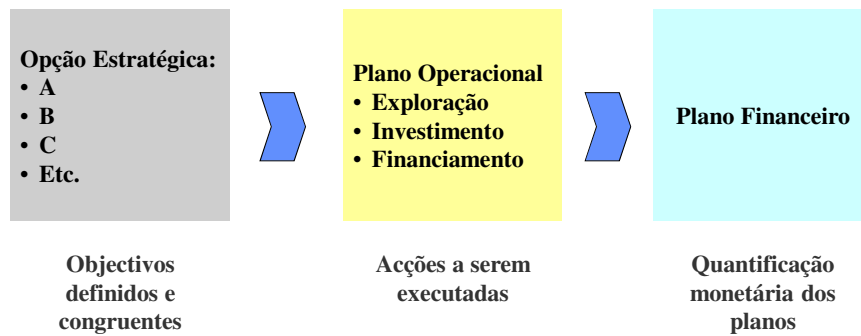 Opção Estratégica:
• A
• B
• C
• Etc.
Plano Operacional
• Exploração
• Investimento
• Financiamento
Plano Financeiro
Objectivos
definidos e
congruentes
Acções a serem
executadas
Quantificação
monetária dos
planos